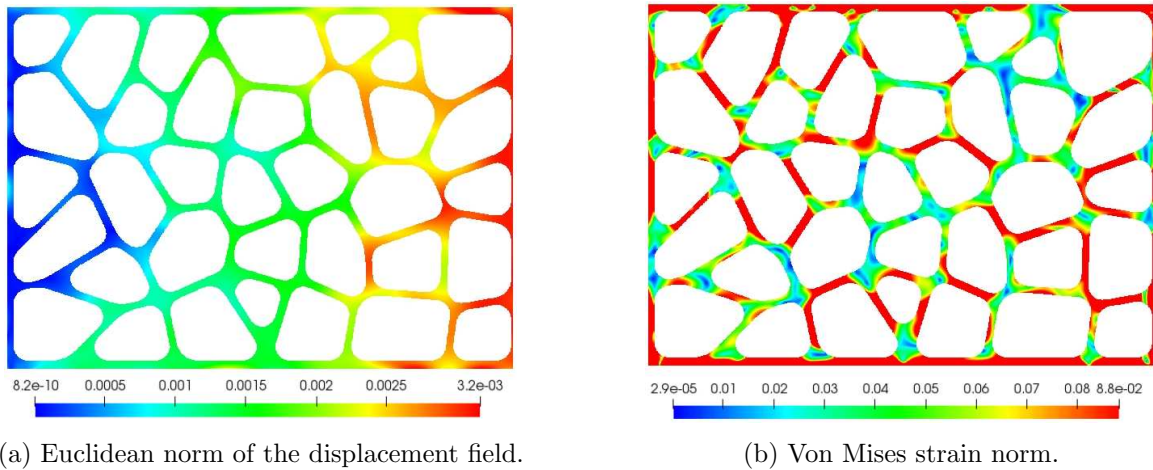 8.2e-10 0.0005 0.001 0.0015 0.002 0.0025 3.2e-03
2.9e-05 0.01 0.02 0.03 0.04 0.05 0.06 0.07 0.08 8.8e-02
(a) Euclidean norm of the displacement field.
(b) Von Mises strain norm.